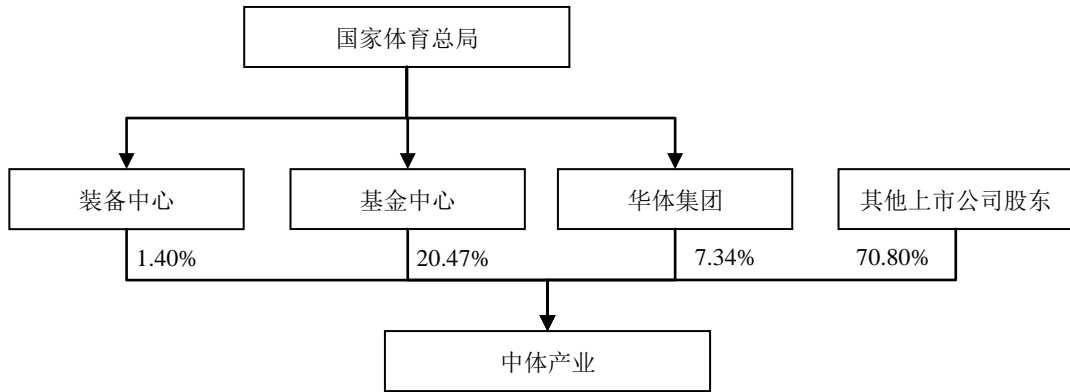 国家体育总局
装备中心
基金中心
华体集团
其他上市公司股东
1.40%
20.47%
7.34%
70.80%
中体产业